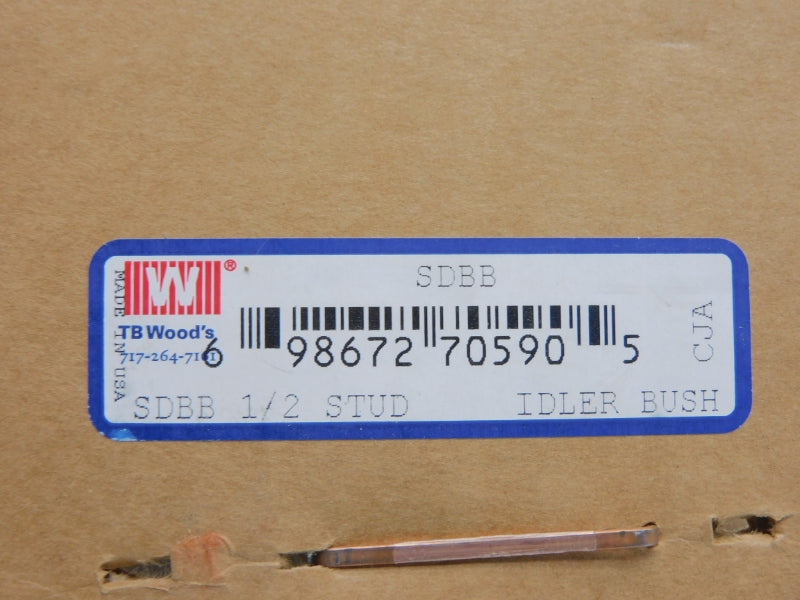 SDBB
W®
MADE IN USA
TB Wood's
717-264-7161
6 98672 70590 5
CJA
SDBB 1/2 STUD IDLER BUSH